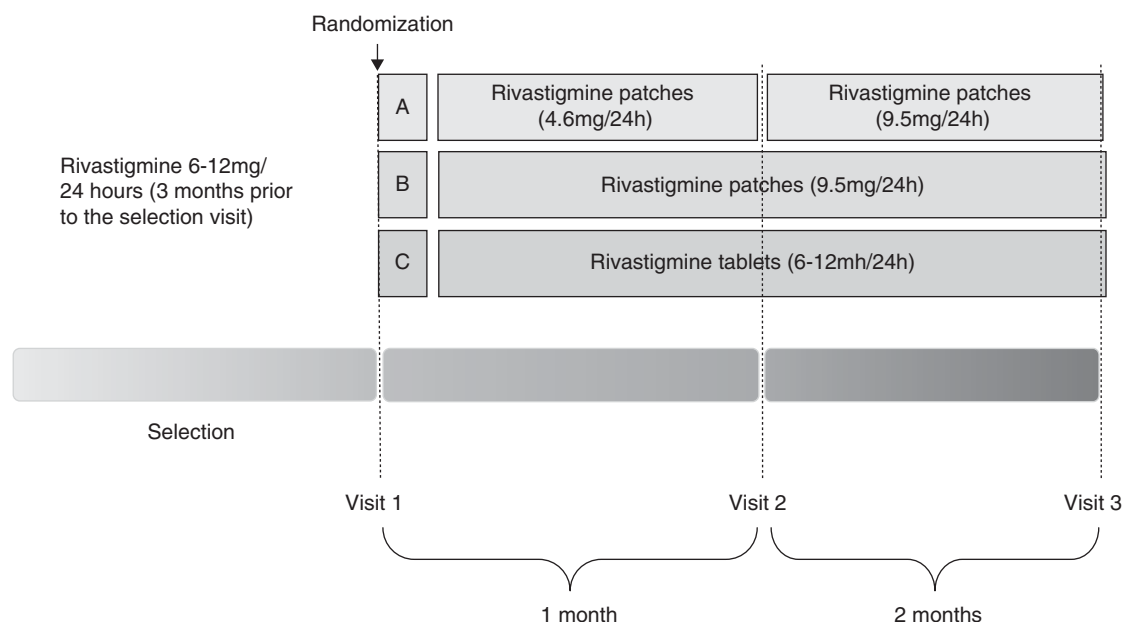 Randomization
A
Rivastigmine patches
(4.6mg/24h)
Rivastigmine patches
(9.5mg/24h)
Rivastigmine 6-12mg/
24 hours (3 months prior
to the selection visit)
B
Rivastigmine patches (9.5mg/24h)
C
Rivastigmine tablets (6-12mh/24h)
Selection
Visit 1
Visit 2
Visit 3
1 month
2 months